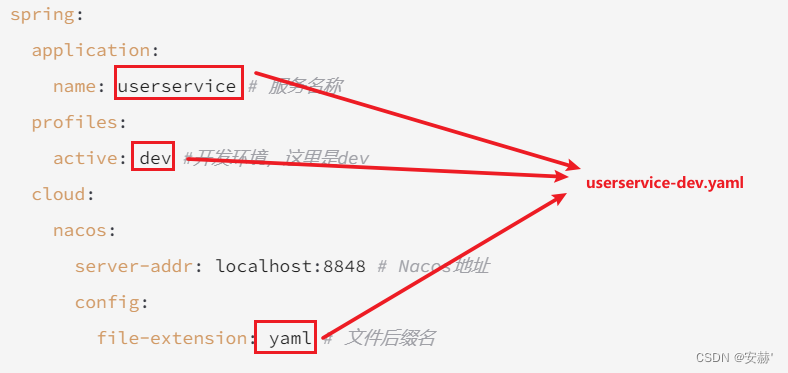 spring:
application:
name: userservice # 服务名称
profiles:
active: dev #开发环境，这里是dev
userservice-dev.yaml
cloud:
nacos:
server-addr: localhost:8848 # Nacos地址
config:
file-extension: yaml # 文件后缀名
CSDN @安赫'